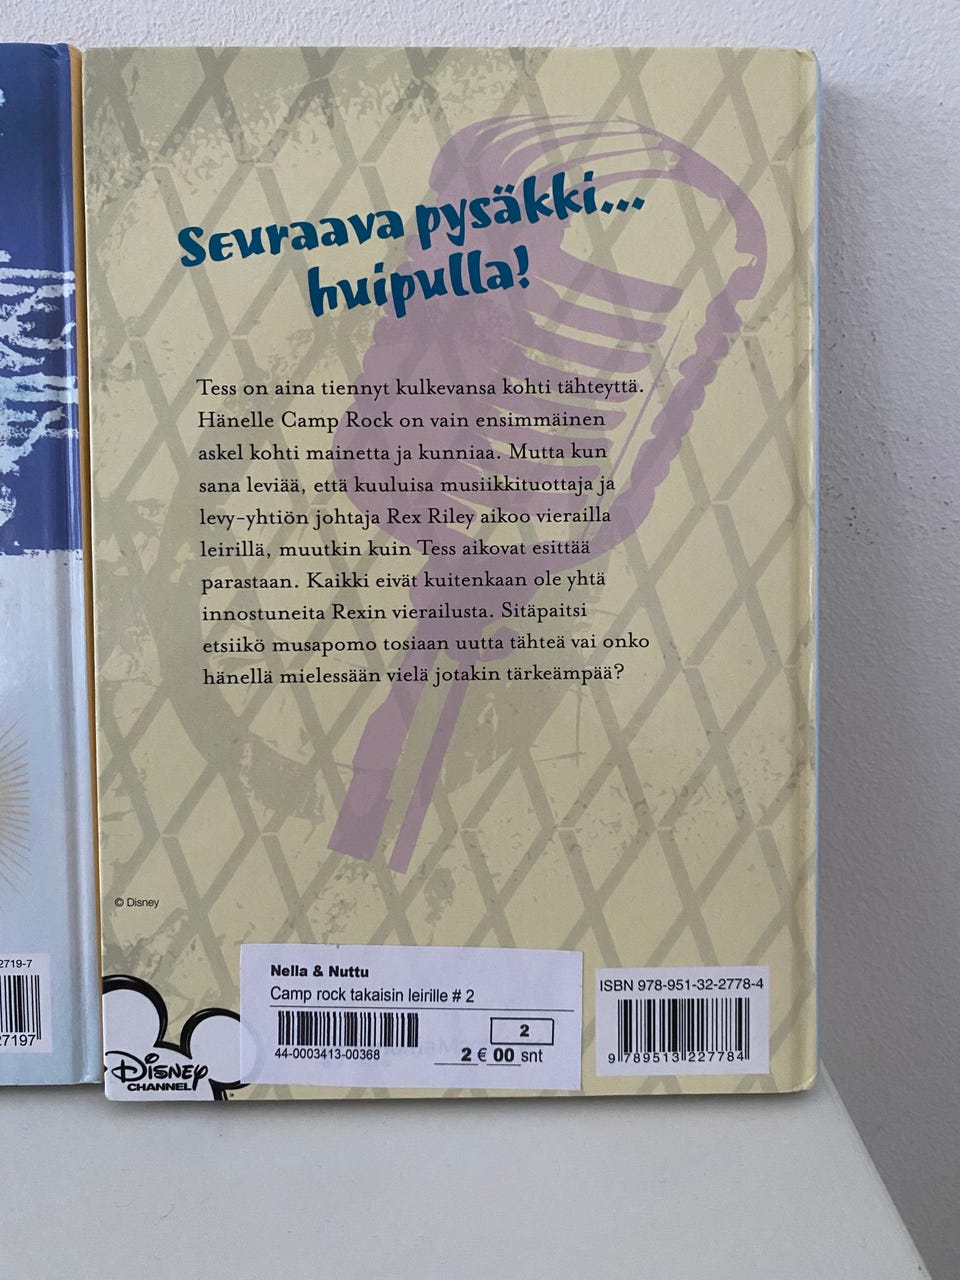 Seuraava pysäkki...
huipulla!
Tess on aina tiennyt kulkevansa kohti tähteyttä.
Hänelle Camp Rock on vain ensimmäinen
askel kohti mainetta ja kunniaa. Mutta kun
sana leviää, että kuuluisa musiikkituottaja ja
levy-yhtiön johtaja Rex Riley aikoo vierailla
leirillä, muutkin kuin Tess aikovat esittää
parastaan. Kaikki eivät kuitenkaan ole yhtä
innostuneita Rexin vierailusta. Sitäpaitsi
etsiikö musapomo tosiaan uutta tähteä vai onko
hänellä mielessään vielä jotakin tärkeämpää?
© Disney
2719-7
27197
Disney
CHANNEL
Nella & Nuttu
Camp rock takaisin leirille # 2
2
44-0003413-00368
2 € 00 snt
ISBN 978-951-32-2778-4
9 789513 227784